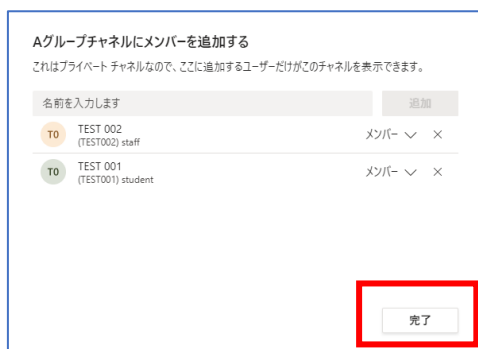 Aグループチャネルにメンバーを追加する
これはプライベート チャネルなので、ここに追加するユーザーだけがこのチャネルを表示できます。
名前を入力します 追加
T0 TEST 002 メンバー
(TEST002) staff
T0 TEST 001 メンバー
(TEST001) student
完了